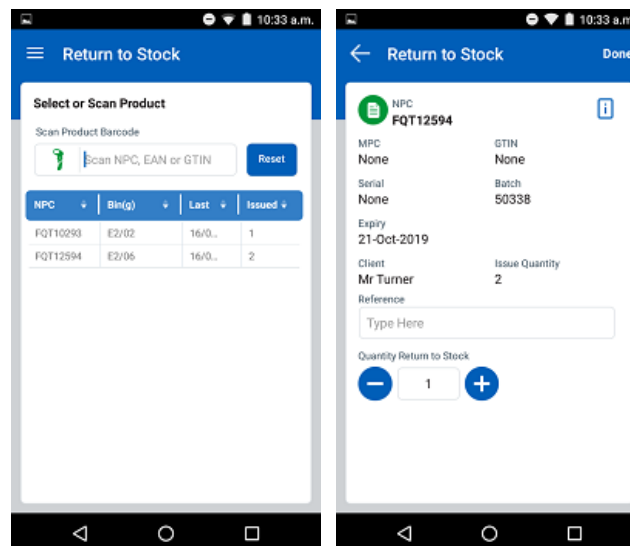 10:33 a.m.
Return to Stock
Select or Scan Product
Scan Product Barcode
Scan NPC, EAN or GTIN
Reset
NPC Bin(g) Last Issued
FQT10293 E2/02 16/0... 1
FQT12594 E2/06 16/0... 2
10:33 a.m
Return to Stock Done
NPC
FQT12594
MPC GTIN
None None
Serial Batch
None 50338
Expiry
21-Oct-2019
Client Issue Quantity
Mr Turner 2
Reference
Type Here
Quantity Return to Stock
1